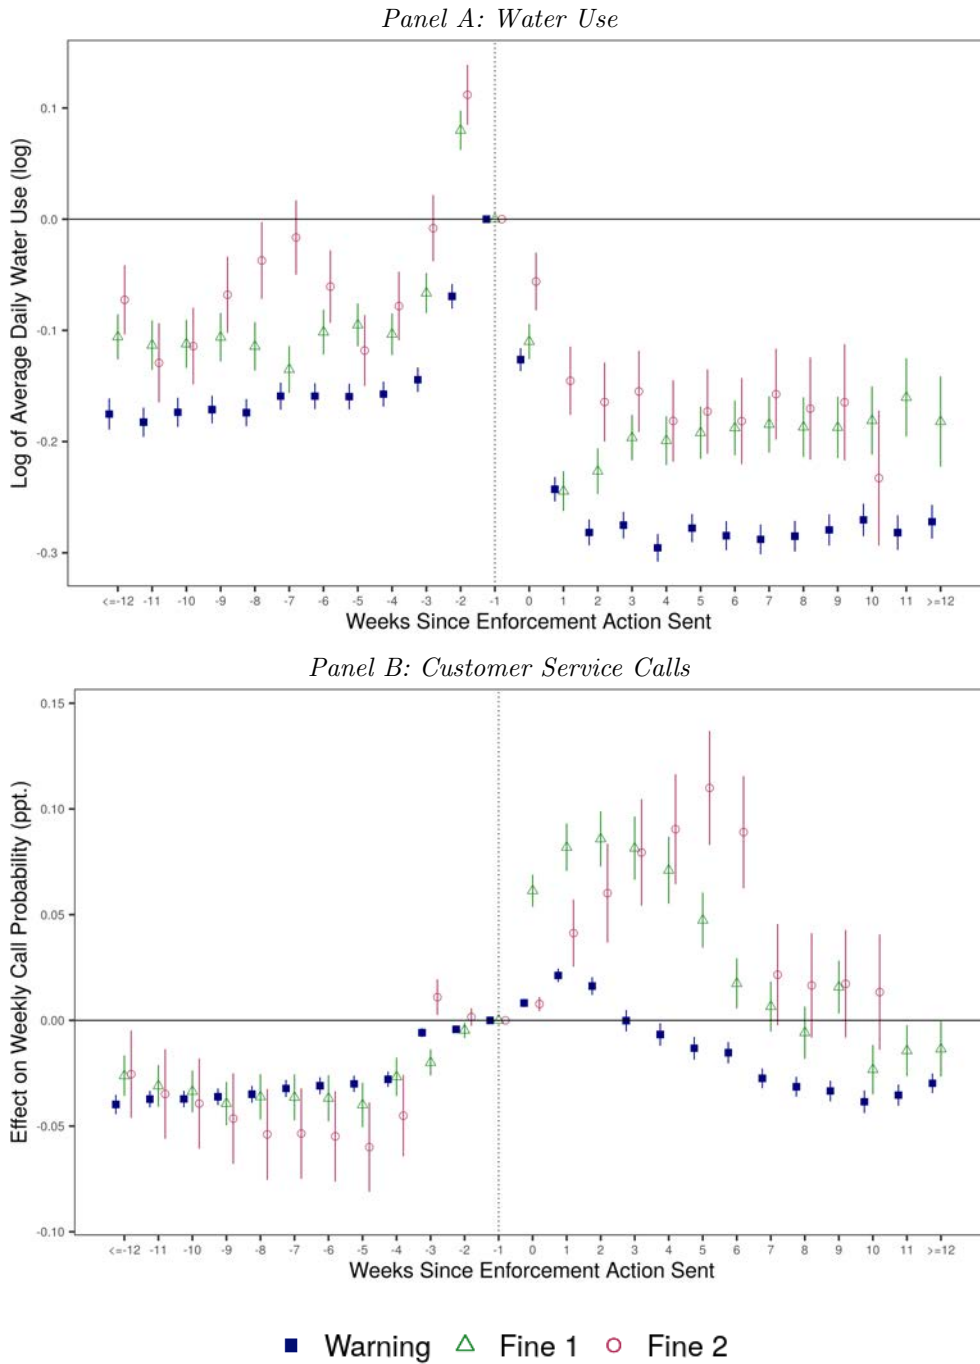 Panel A: Water Use
Log of Average Daily Water Use (log)
0.1
0.0
-0.1
-0.2
-0.3
<=-12 -11 -10 -9 -8 -7 -6 -5 -4 -3 -2 -1 0 1 2 3 4 5 6 7 8 9 10 11 >=12
Weeks Since Enforcement Action Sent
Panel B: Customer Service Calls
Effect on Weekly Call Probability (ppt.)
0.15
0.10
0.05
0.00
-0.05
-0.10
<=-12 -11 -10 -9 -8 -7 -6 -5 -4 -3 -2 -1 0 1 2 3 4 5 6 7 8 9 10 11 >=12
Weeks Since Enforcement Action Sent
Warning Fine 1 Fine 2